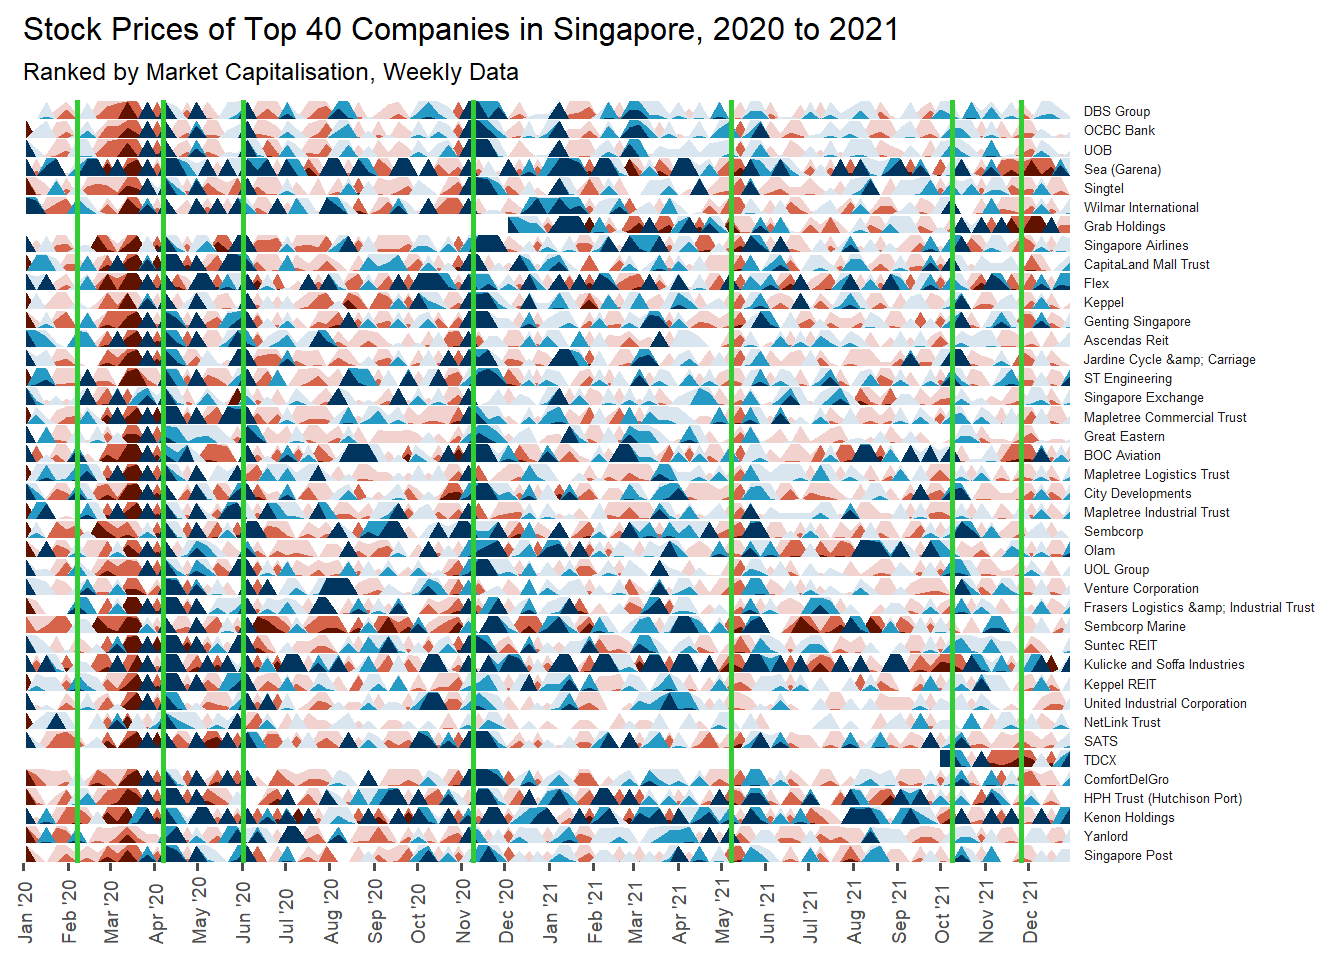 Stock Prices of Top 40 Companies in Singapore, 2020 to 2021
Ranked by Market Capitalisation, Weekly Data
DBS Group
OCBC Bank
UOB
Sea (Garena)
Singtel
Wilmar International
Grab Holdings
Singapore Airlines
CapitaLand Mall Trust
Flex
Keppel
Genting Singapore
Ascendas Reit
Jardine Cycle &amp; Carriage
ST Engineering
Singapore Exchange
Mapletree Commercial Trust
Great Eastern
BOC Aviation
Mapletree Logistics Trust
City Developments
Mapletree Industrial Trust
Sembcorp
Olam
UOL Group
Venture Corporation
Frasers Logistics &amp; Industrial Trust
Sembcorp Marine
Suntec REIT
Kulicke and Soffa Industries
Keppel REIT
United Industrial Corporation
NetLink Trust
SATS
TDCX
ComfortDelGro
HPH Trust (Hutchison Port)
Kenon Holdings
Yanlord
Singapore Post
Jan '20
Feb '20
Mar '20
Apr '20
May '20
Jun '20
Jul '20
Aug '20
Sep '20
Oct '20
Nov '20
Dec '20
Jan '21
Feb '21
Mar '21
Apr '21
May '21
Jun '21
Jul '21
Aug '21
Sep '21
Oct '21
Nov '21
Dec '21